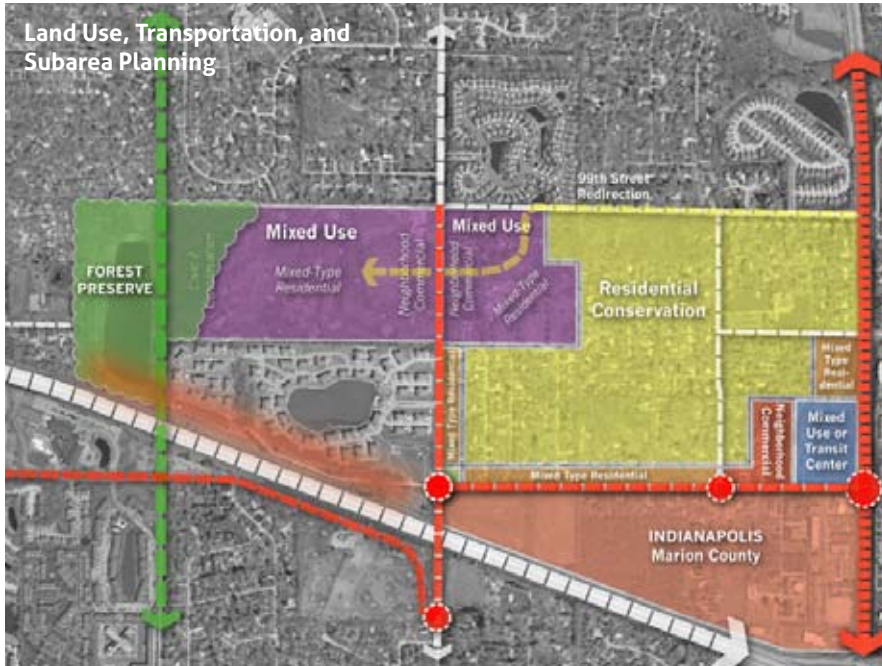 Land Use, Transportation, and
Subarea Planning
99th Street
Redirection
Mixed Use
Mixed Use
Mixed-Type
Residential
Neighborhood
Commercial
Neighborhood
Commercial
Mixed-Type
Residential
FOREST
PRESERVE
Residential
Conservation
Mixed
Type
Resi-
dential
Mixed Type Residential
Neighborhood
Commercial
Mixed
Use or
Transit
Center
Mixed Type Residential
INDIANAPOLIS
Marion County